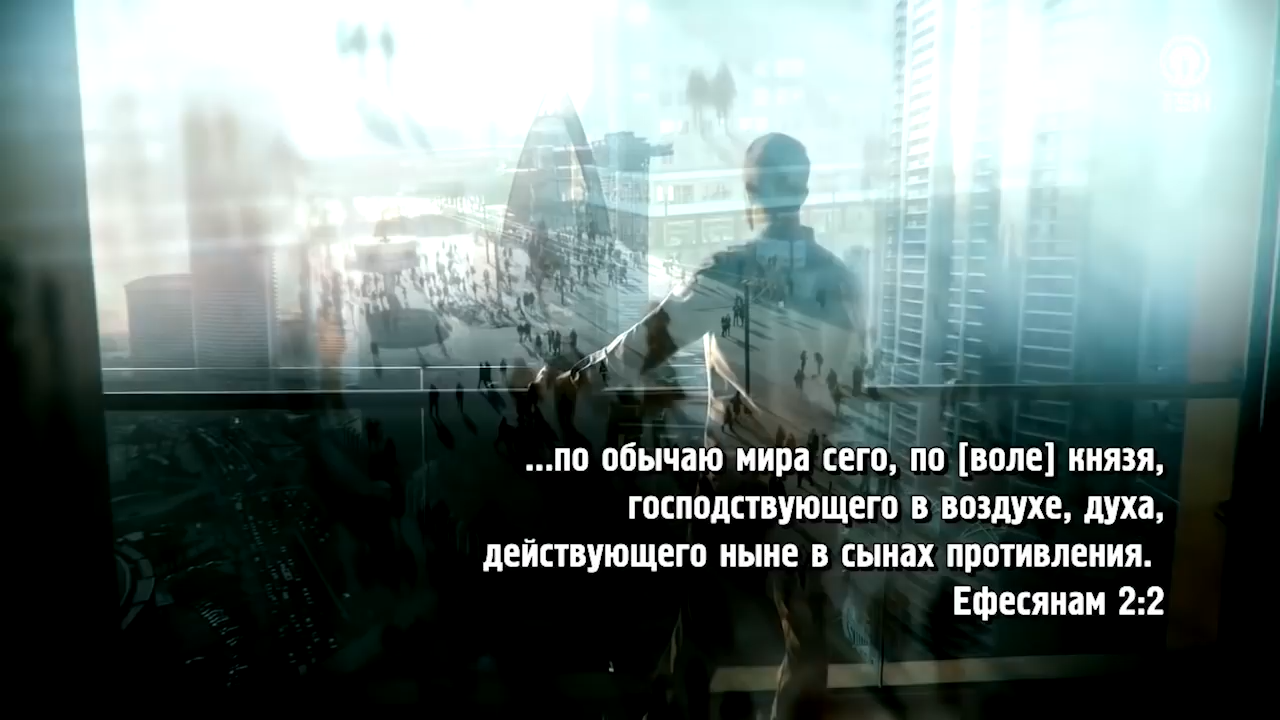 ...по обычаю мира сего, по [воле] князя,
господствующего в воздухе, духа,
действующего ныне в сынах противления.
Ефесянам 2:2